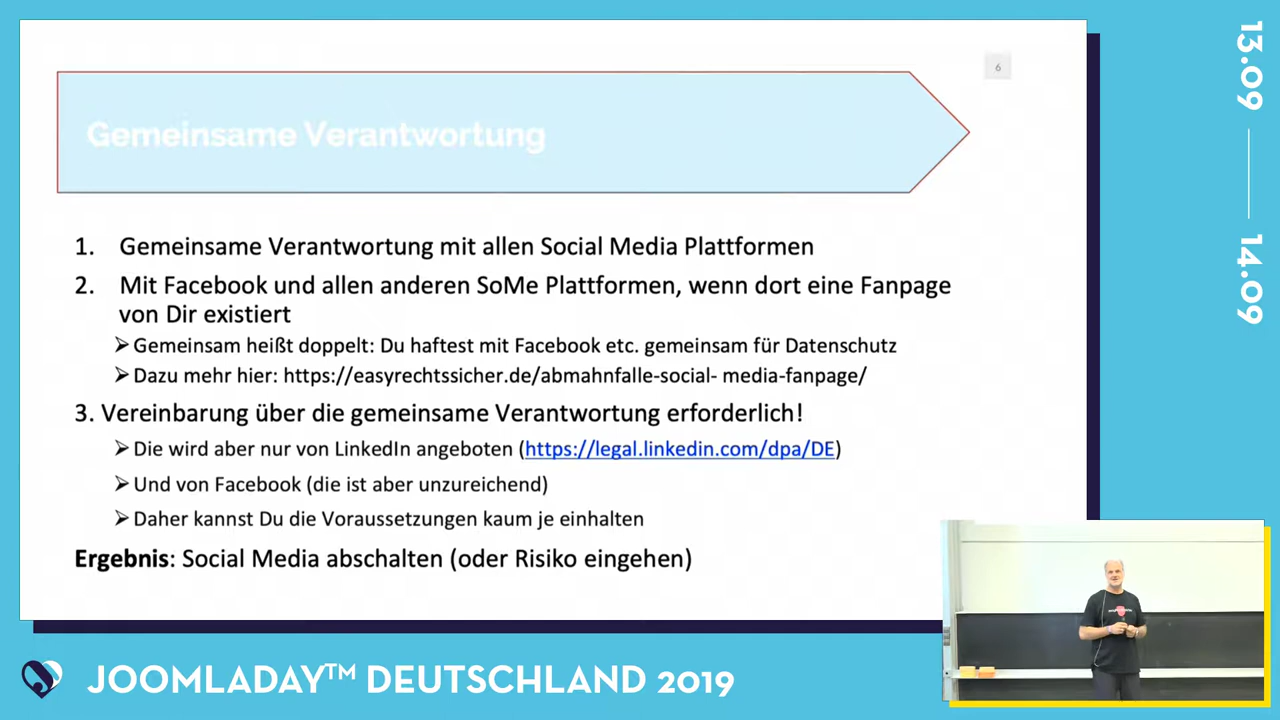 6
Gemeinsame Verantwortung
1. Gemeinsame Verantwortung mit allen Social Media Plattformen
2. Mit Facebook und allen anderen SoMe Plattformen, wenn dort eine Fanpage
von Dir existiert
➢Gemeinsam heißt doppelt: Du haftest mit Facebook etc. gemeinsam für Datenschutz
➢Dazu mehr hier: https://easyrechtssicher.de/abmahnfalle-social- media-fanpage/
3. Vereinbarung über die gemeinsame Verantwortung erforderlich!
➢Die wird aber nur von LinkedIn angeboten (https://legal.linkedin.com/dpa/DE)
➢Und von Facebook (die ist aber unzureichend)
➢Daher kannst Du die Voraussetzungen kaum je einhalten
Ergebnis: Social Media abschalten (oder Risiko eingehen)
13.09
14.09
JOOMLADAY™ DEUTSCHLAND 2019